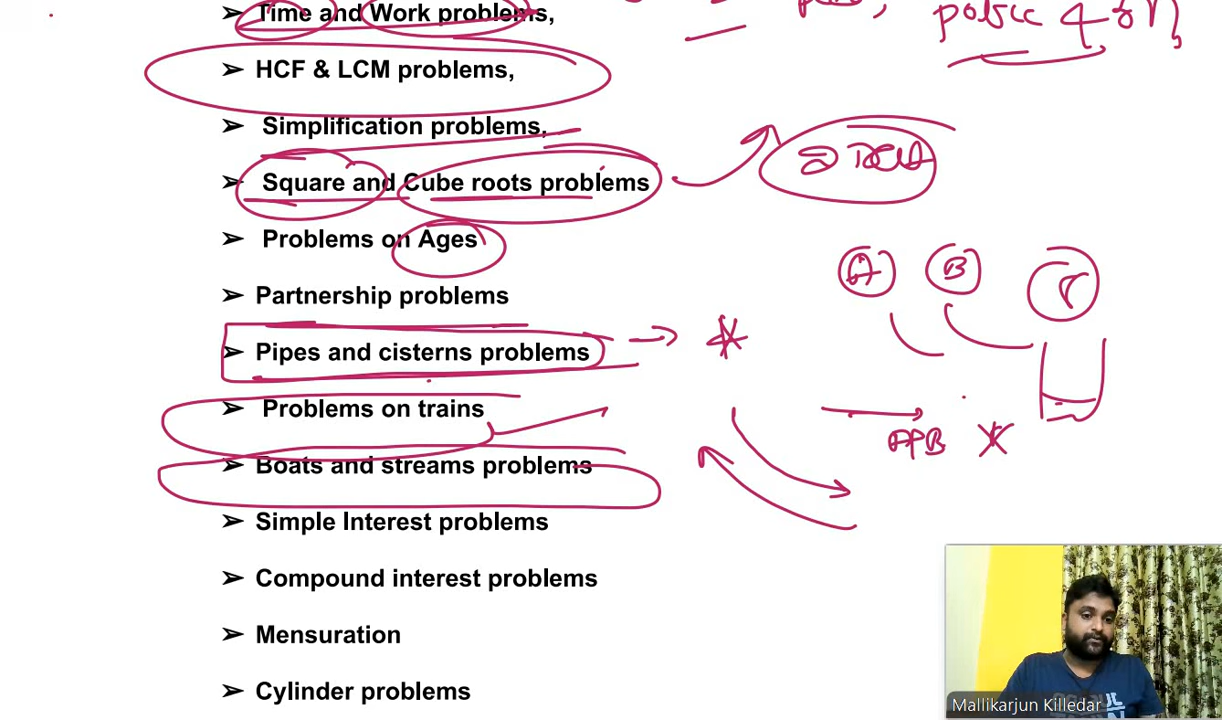 ➢ Time and Work problems,
➢ HCF & LCM problems,
➢ Simplification problems,
➢ Square and Cube roots problems
➢ Problems on Ages
➢ Partnership problems
➢ Pipes and cisterns problems
➢ Problems on trains
➢ Boats and streams problems
➢ Simple Interest problems
➢ Compound interest problems
➢ Mensuration
➢ Cylinder problems
A B
Mallikarjun Killedar